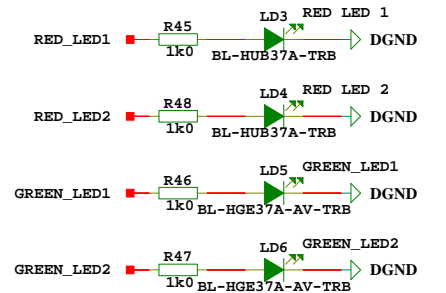 R45 LD3 RED LED 1
RED_LED1 DGND
1k0 BL-HUB37A-TRB
R48 LD4 RED LED 2
RED_LED2 DGND
1k0 BL-HUB37A-TRB
R46 LD5 GREEN_LED1
GREEN_LED1 DGND
1k0 BL-HGE37A-AV-TRB
R47 LD6 GREEN_LED2
GREEN_LED2 DGND
1k0 BL-HGE37A-AV-TRB